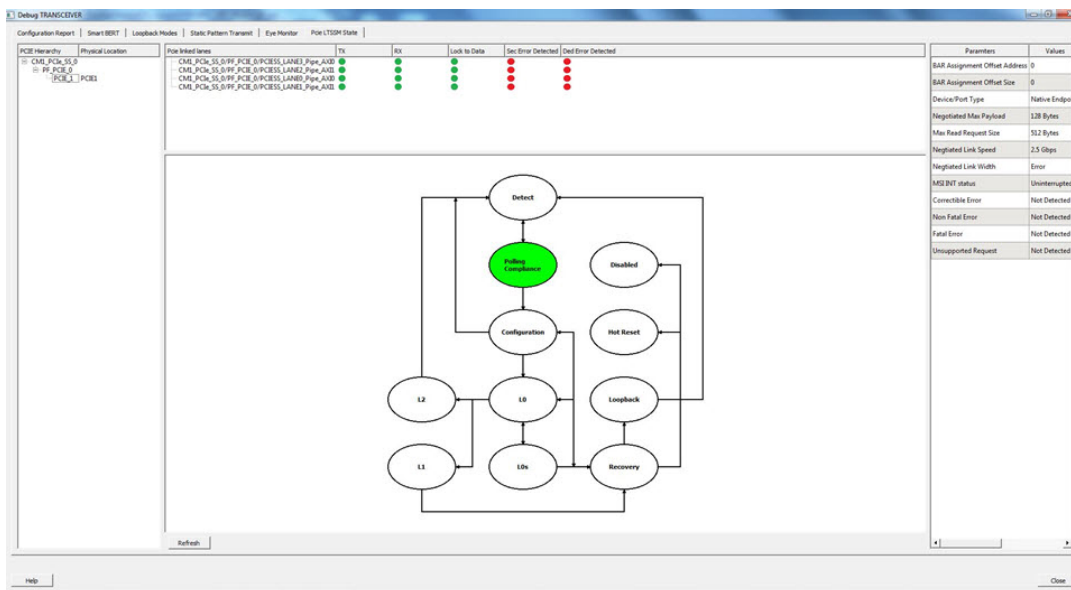 Debug TRANSCEIVER
Configuration Report | Smart BERT | Loopback Modes | Static Pattern Transmit | Eye Monitor | Pcie LTSSM State
PCIE Hierarchy Physical Location
CM1_PCIe_SS_0
PF_PCIE_0
PCIE_1 PCIE1
Pcie linked lanes TX RX Lock to Data Sec Error Detected Ded Error Detected
CM1_PCIe_SS_0/PF_PCIE_0/PCIESS_LANE3_Pipe_AXI0
CM1_PCIe_SS_0/PF_PCIE_0/PCIESS_LANE2_Pipe_AXI1
CM1_PCIe_SS_0/PF_PCIE_0/PCIESS_LANE0_Pipe_AXI0
CM1_PCIe_SS_0/PF_PCIE_0/PCIESS_LANE1_Pipe_AXI1
Paramters Values
BAR Assignment Offset Address 0
BAR Assignment Offset Size 0
Device/Port Type Native Endpo
Negotiated Max Payload 128 Bytes
Max Read Request Size 512 Bytes
Negtiated Link Speed 2.5 Gbps
Negtiated Link Width Error
MSI INT status Uninterrupted
Correctible Error Not Detected
Non Fatal Error Not Detected
Fatal Error Not Detected
Unsupported Request Not Detected
Detect
Polling
Compliance
Disabled
Configuration
Hot Reset
L2
L0
Loopback
L1
L0s
Recovery
Refresh
Help
Close